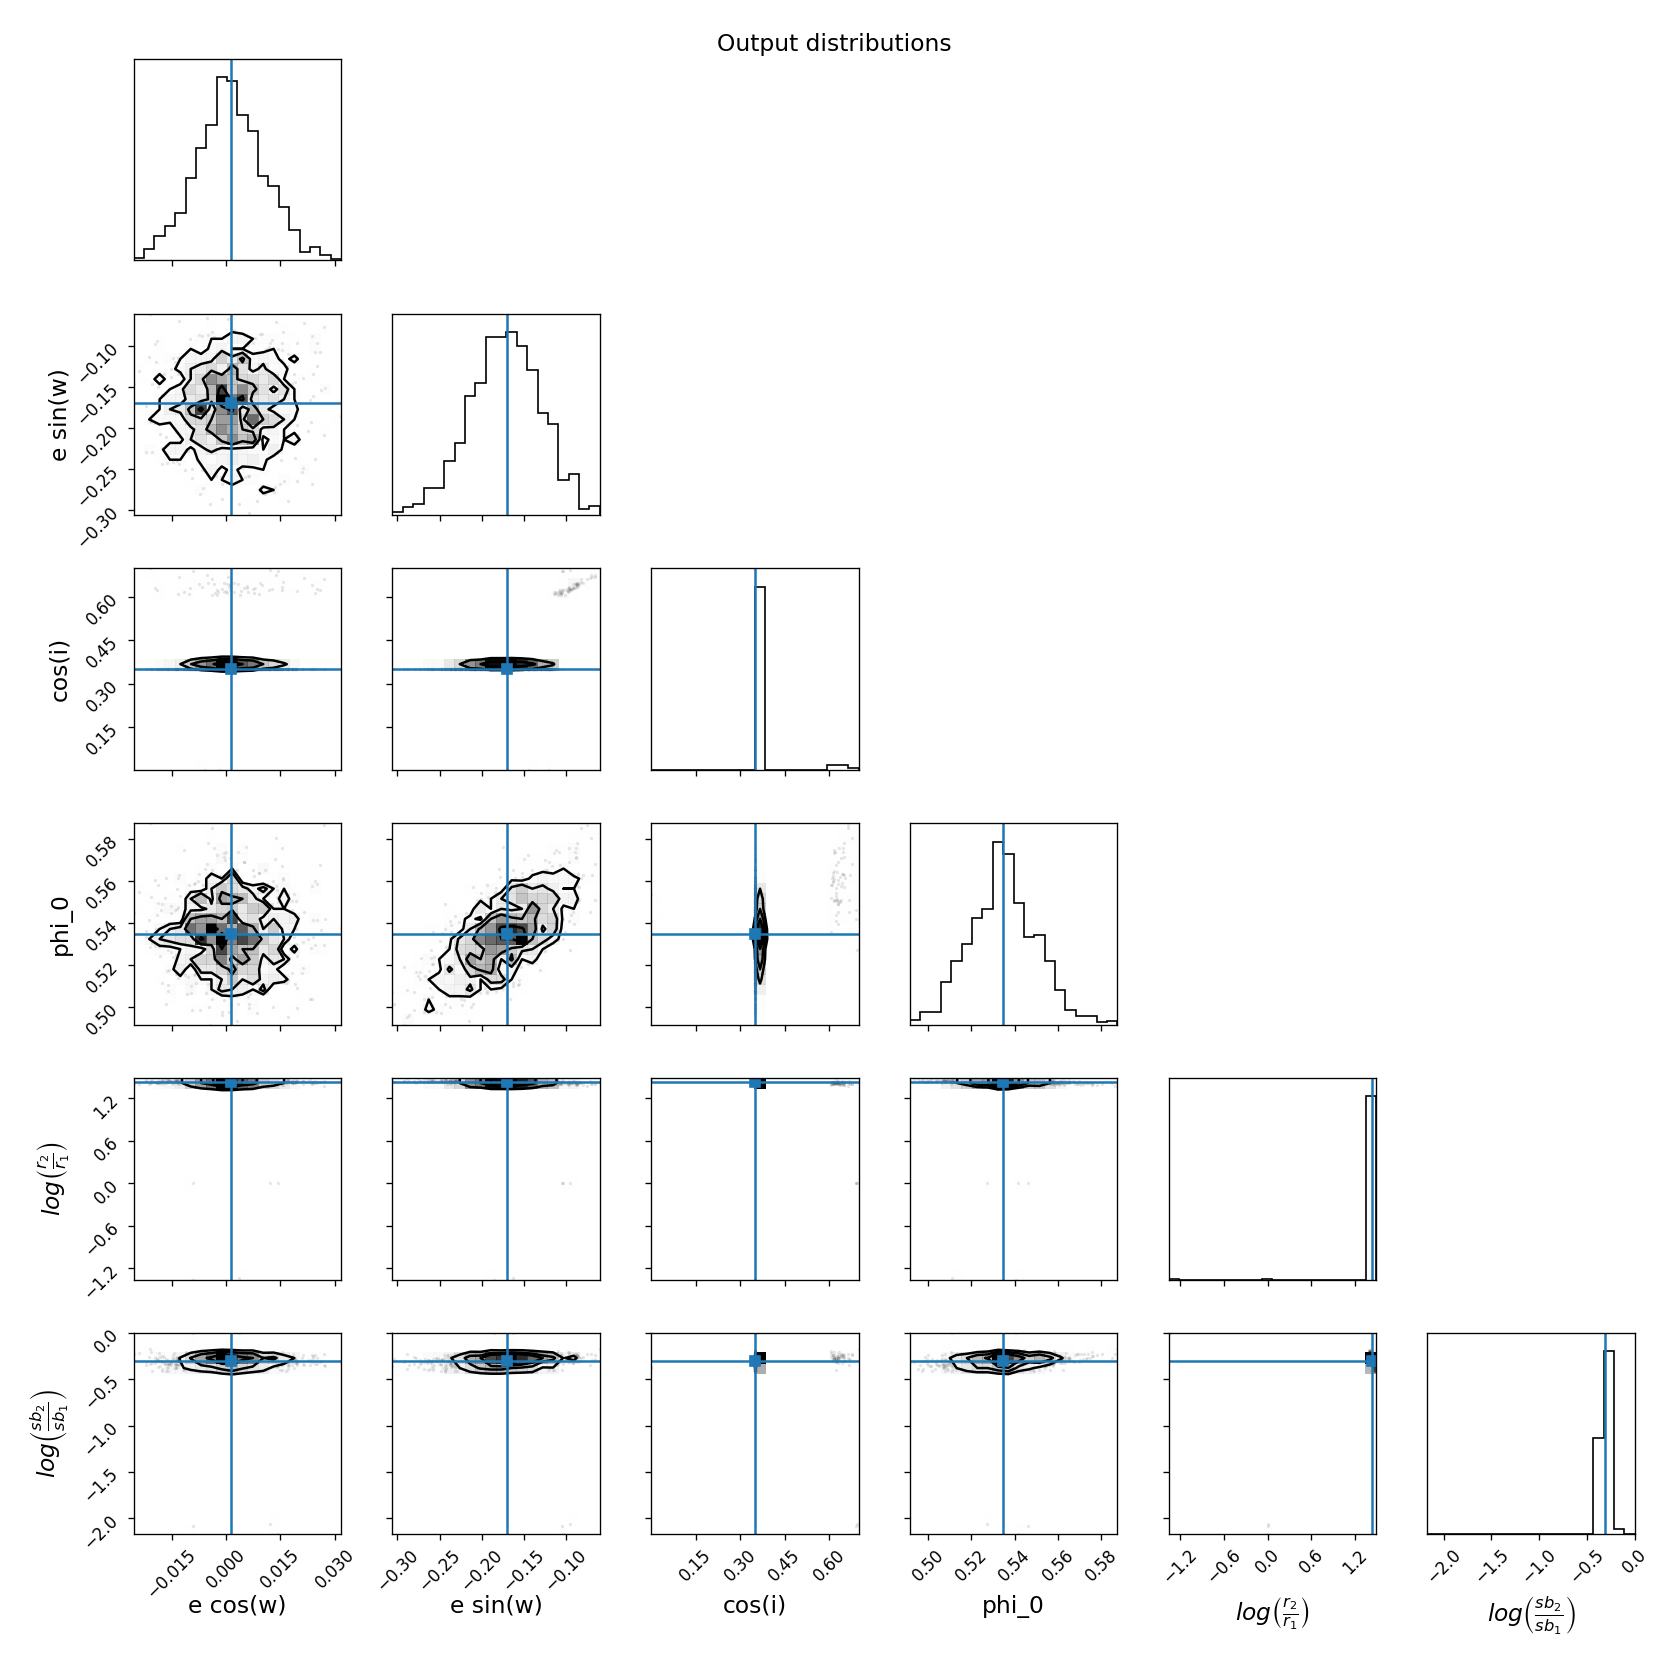 Output distributions
e sin(w)
−0.10
−0.15
−0.20
−0.25
−0.30
cos(i)
0.60
0.45
0.30
0.15
phi_0
0.58
0.56
0.54
0.52
0.50
log(r₂/r₁)
1.2
0.6
0.0
−0.6
−1.2
log(sb₂/sb₁)
0.0
−0.5
−1.0
−1.5
−2.0
−0.015 0.000 0.015 0.030
−0.30 −0.25 −0.20 −0.15 −0.10
0.15 0.30 0.45 0.60
0.50 0.52 0.54 0.56 0.58
−1.2 −0.6 0.0 0.6 1.2
−2.0 −1.5 −1.0 −0.5 0.0
e cos(w)
e sin(w)
cos(i)
phi_0
log(r₂/r₁)
log(sb₂/sb₁)